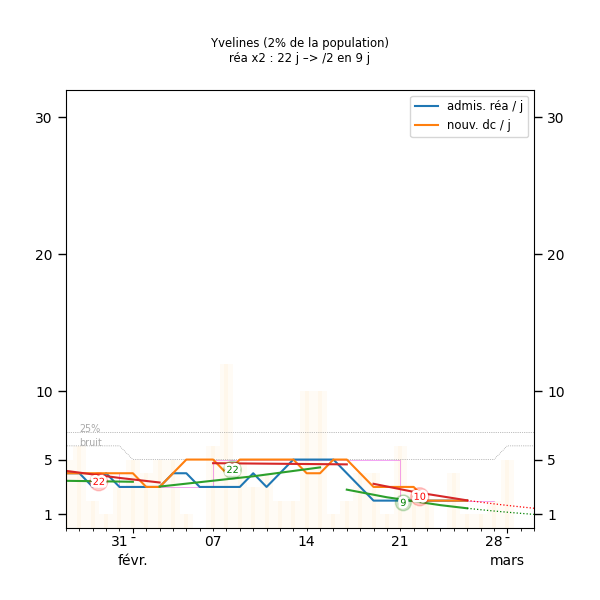 Yvelines (2% de la population)
réa x2 : 22 j –> /2 en 9 j
admis. réa / j
nouv. dc / j
30 30
20 20
10 10
25%
bruit
5 5
22 22 9 10
1 1
31 - 07 14 21 28 -
févr. mars